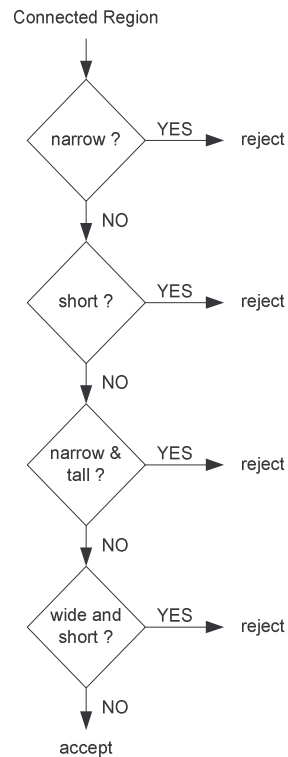 Connected Region
narrow ?
YES
reject
NO
short ?
YES
reject
NO
narrow &
tall ?
YES
reject
NO
wide and
short ?
YES
reject
NO
accept